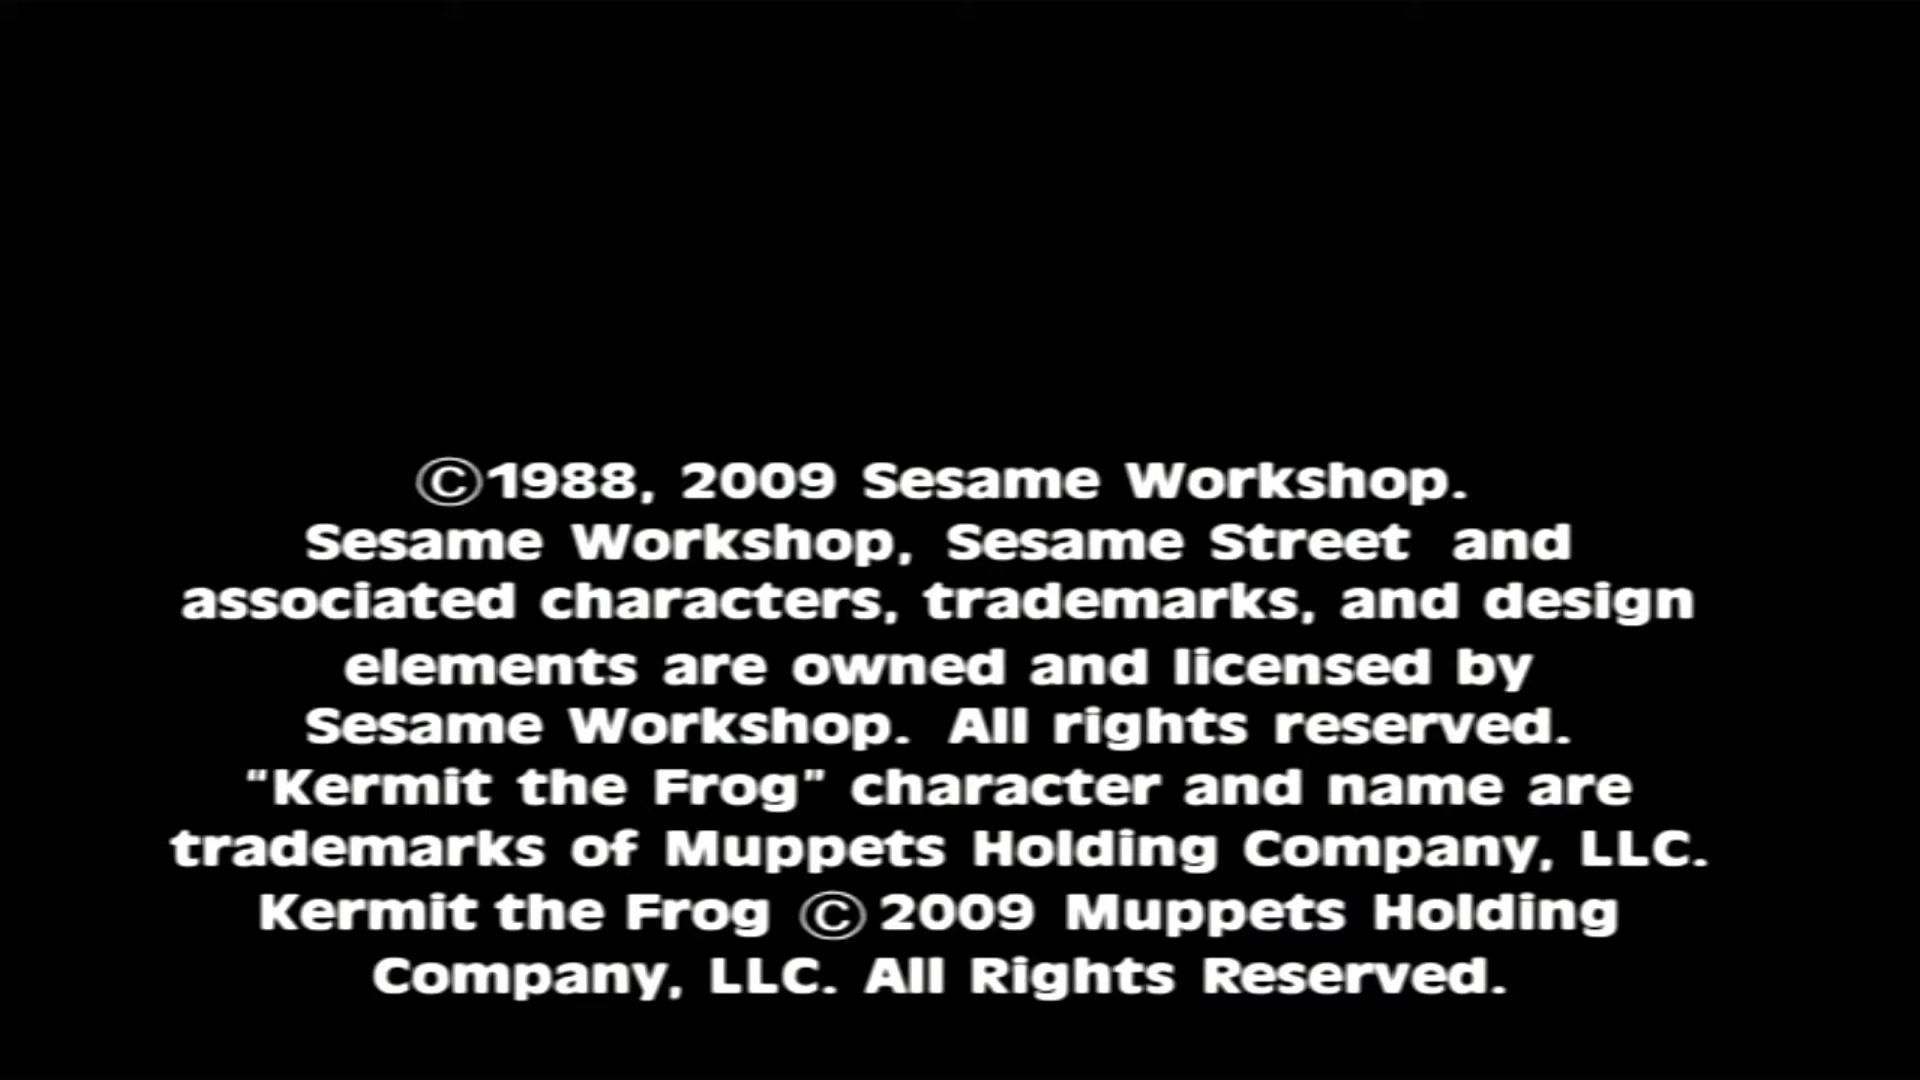 ©1988, 2009 Sesame Workshop.
Sesame Workshop, Sesame Street and
associated characters, trademarks, and design
elements are owned and licensed by
Sesame Workshop. All rights reserved.
"Kermit the Frog" character and name are
trademarks of Muppets Holding Company, LLC.
Kermit the Frog © 2009 Muppets Holding
Company, LLC. All Rights Reserved.